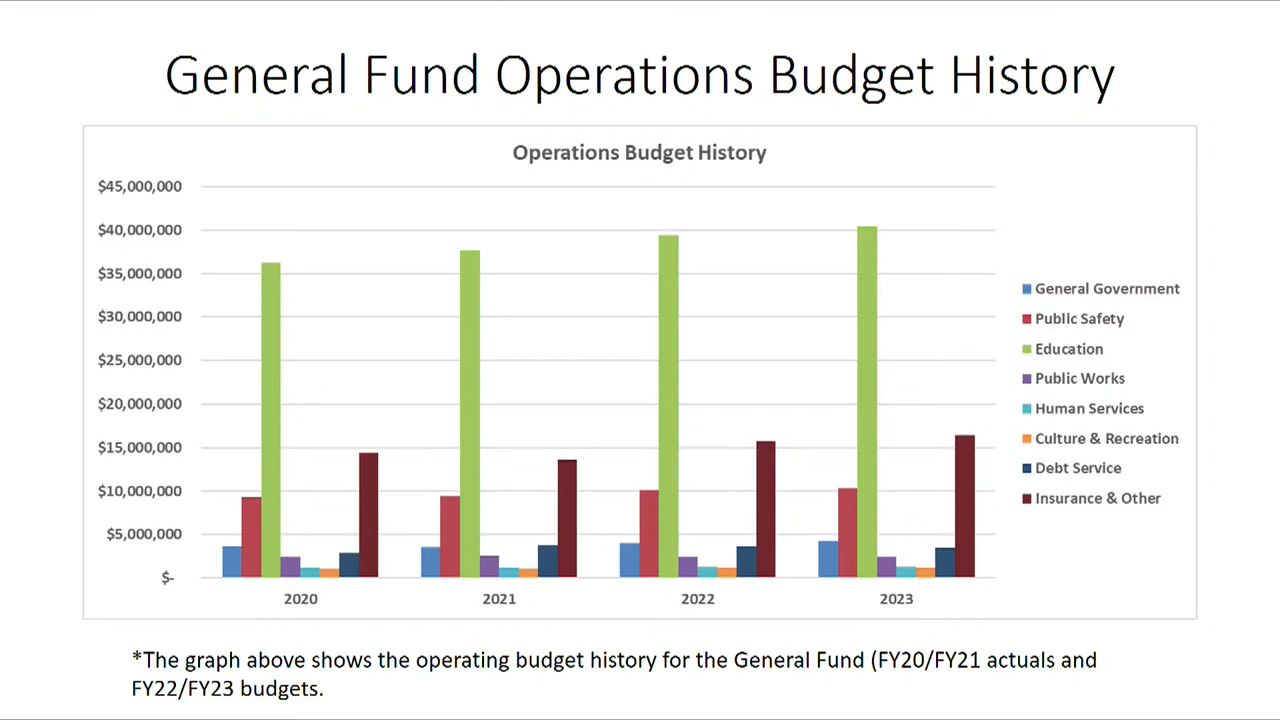 General Fund Operations Budget History
Operations Budget History
$45,000,000
$40,000,000
$35,000,000
$30,000,000
$25,000,000
$20,000,000
$15,000,000
$10,000,000
$5,000,000
$-
2020
2021
2022
2023
General Government
Public Safety
Education
Public Works
Human Services
Culture & Recreation
Debt Service
Insurance & Other
*The graph above shows the operating budget history for the General Fund (FY20/FY21 actuals and
FY22/FY23 budgets.